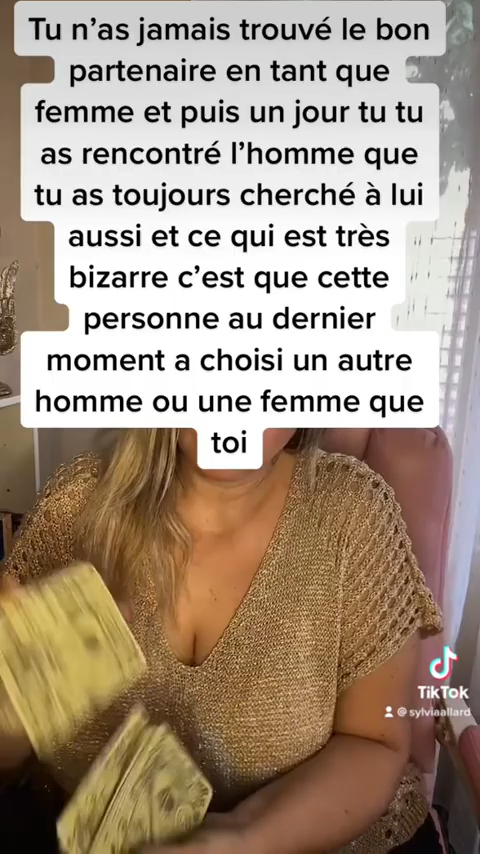 Tu n’as jamais trouvé le bon
partenaire en tant que
femme et puis un jour tu tu
as rencontré l’homme que
tu as toujours cherché à lui
aussi et ce qui est très
bizarre c’est que cette
personne au dernier
moment a choisi un autre
homme ou une femme que
toi
TikTok
@sylviaallard